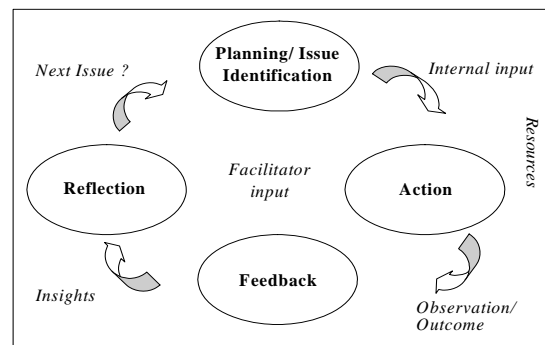 Planning/ Issue
Identification
Next Issue ?
Internal input
Resources
Reflection
Facilitator
input
Action
Feedback
Insights
Observation/
Outcome